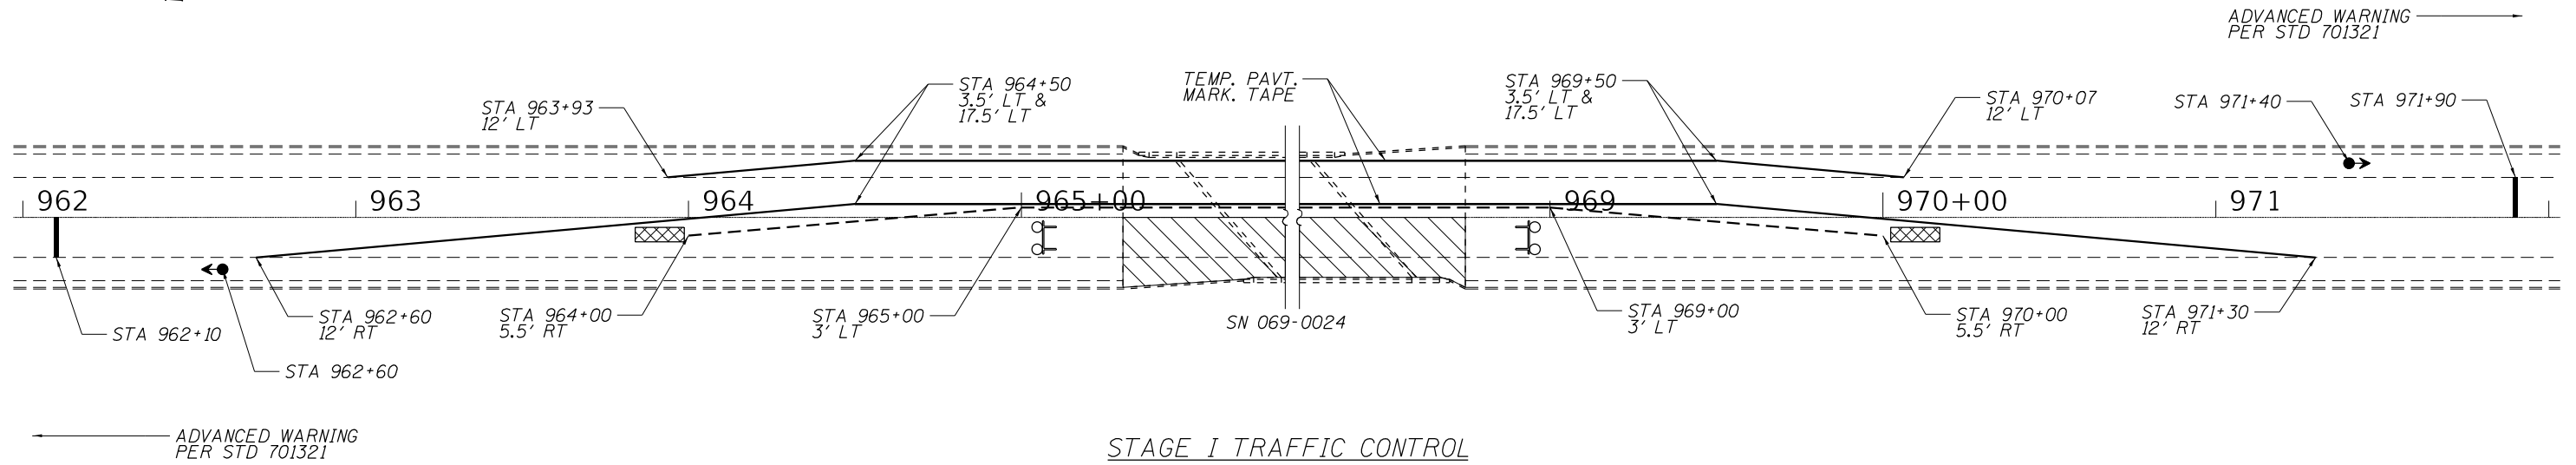 ADVANCED WARNING
PER STD 701321
STA 963+93
12' LT
STA 964+50
3.5' LT &
17.5' LT
TEMP. PAVT.
MARK. TAPE
STA 969+50
3.5' LT &
17.5' LT
STA 970+07
12' LT
STA 971+40
STA 971+90
962
963
964
965+00
969
970+00
971
STA 962+10
STA 962+60
12' RT
STA 962+60
STA 964+00
5.5' RT
STA 965+00
3' LT
SN 069-0024
STA 969+00
3' LT
STA 970+00
5.5' RT
STA 971+30
12' RT
ADVANCED WARNING
PER STD 701321
STAGE I TRAFFIC CONTROL